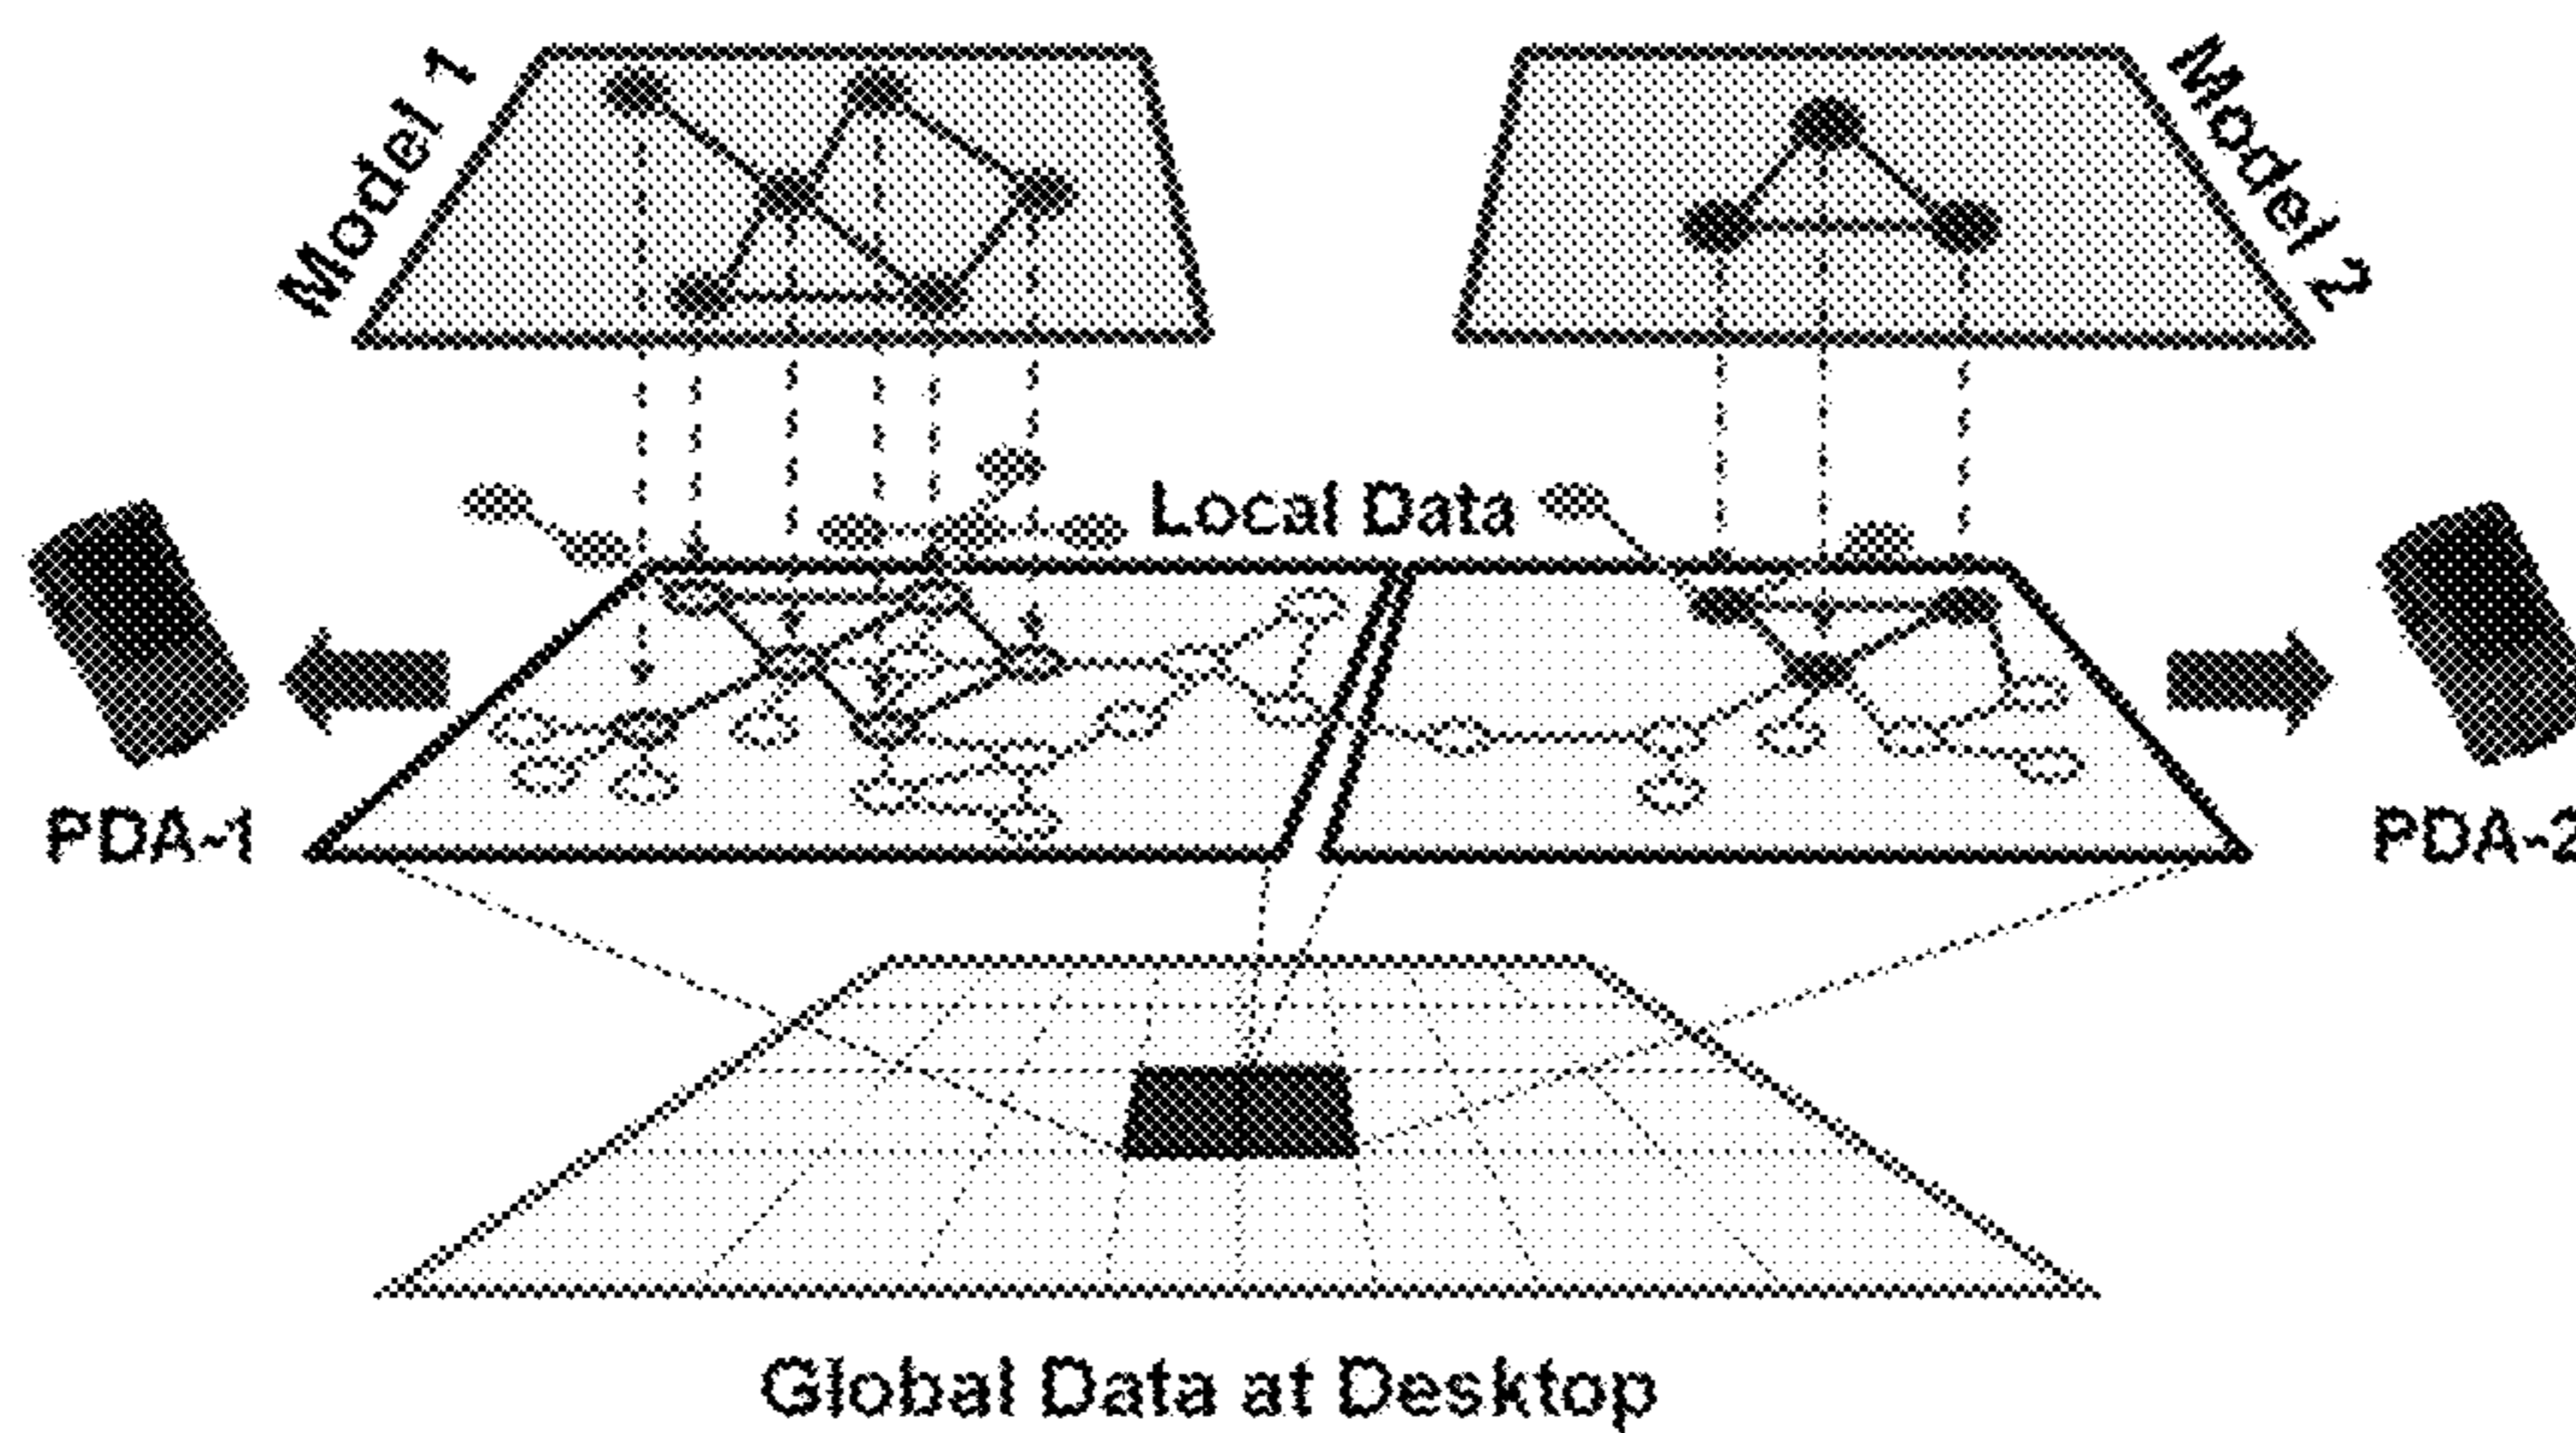 Model 1
Model 2
Local Data
PDA-1
PDA-2
Global Data at Desktop